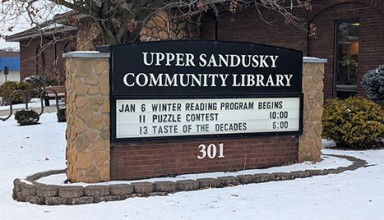 UPPER SANDUSKY
COMMUNITY LIBRARY
JAN 6 WINTER READING PROGRAM BEGINS
11 PUZZLE CONTEST 10:00
13 TASTE OF THE DECADES 6:00
301